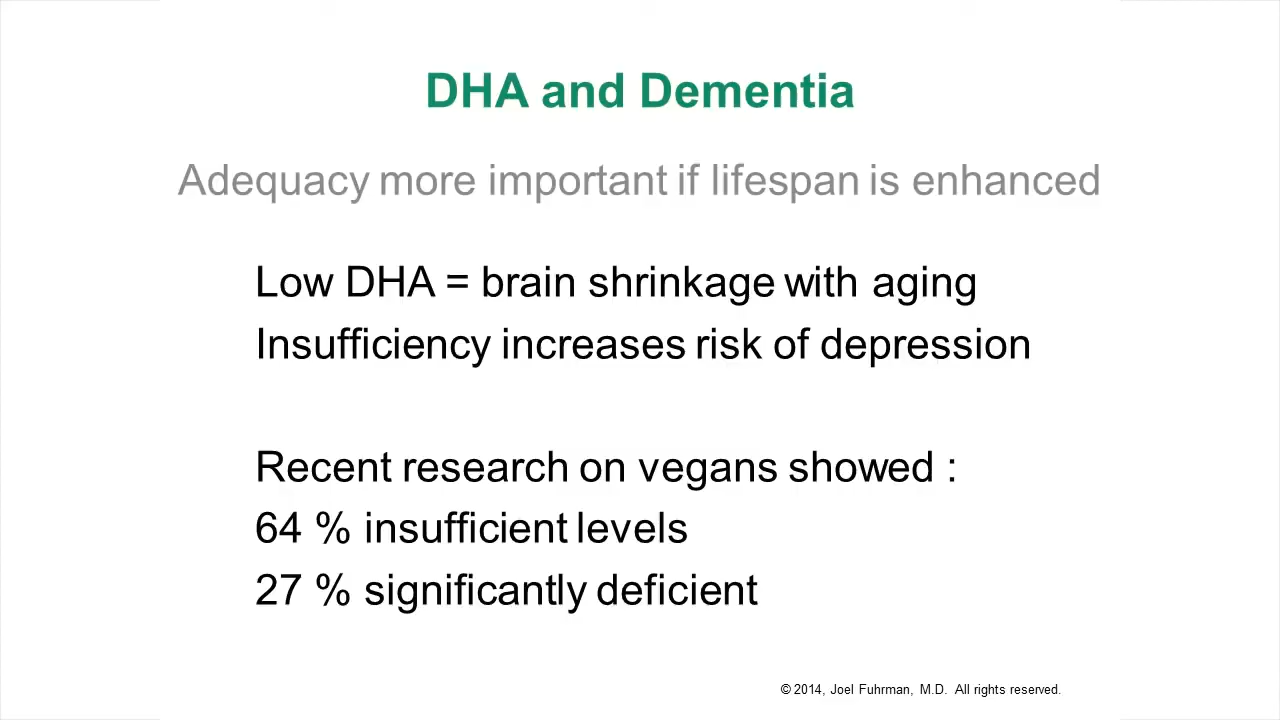 DHA and Dementia
Adequacy more important if lifespan is enhanced
Low DHA = brain shrinkage with aging
Insufficiency increases risk of depression
Recent research on vegans showed :
64 % insufficient levels
27 % significantly deficient
© 2014, Joel Fuhrman, M.D. All rights reserved.